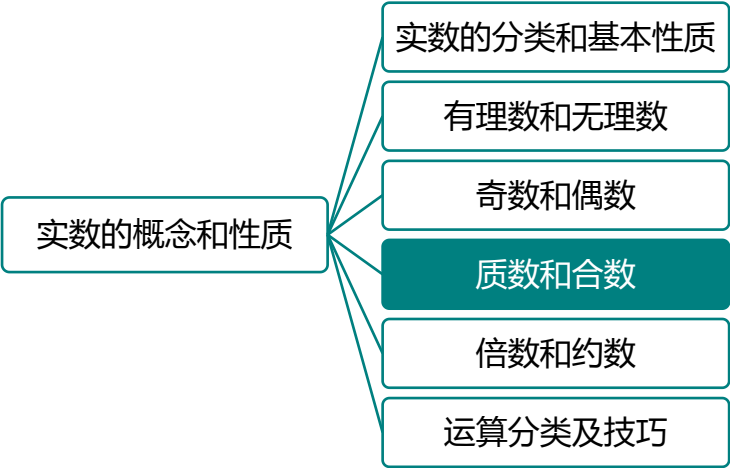 实数的分类和基本性质
有理数和无理数
奇数和偶数
实数的概念和性质
质数和合数
倍数和约数
运算分类及技巧